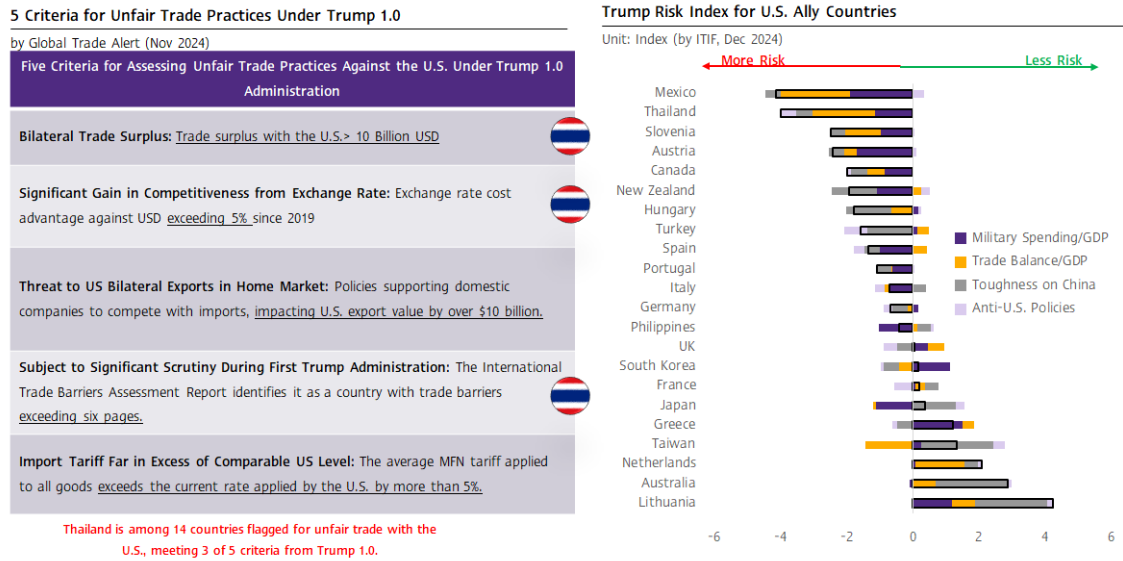 5 Criteria for Unfair Trade Practices Under Trump 1.0
by Global Trade Alert (Nov 2024)
Five Criteria for Assessing Unfair Trade Practices Against the U.S. Under Trump 1.0
Administration
Bilateral Trade Surplus: Trade surplus with the U.S.> 10 Billion USD
Significant Gain in Competitiveness from Exchange Rate: Exchange rate cost
advantage against USD exceeding 5% since 2019
Threat to US Bilateral Exports in Home Market: Policies supporting domestic
companies to compete with imports, impacting U.S. export value by over $10 billion.
Subject to Significant Scrutiny During First Trump Administration: The International
Trade Barriers Assessment Report identifies it as a country with trade barriers
exceeding six pages.
Import Tariff Far in Excess of Comparable US Level: The average MFN tariff applied
to all goods exceeds the current rate applied by the U.S. by more than 5%.
Thailand is among 14 countries flagged for unfair trade with the
U.S., meeting 3 of 5 criteria from Trump 1.0.
Trump Risk Index for U.S. Ally Countries
Unit: Index (by ITIF, Dec 2024)
More Risk
Less Risk
Mexico
Thailand
Slovenia
Austria
Canada
New Zealand
Hungary
Turkey
Spain
Portugal
Italy
Germany
Philippines
UK
South Korea
France
Japan
Greece
Taiwan
Netherlands
Australia
Lithuania
Military Spending/GDP
Trade Balance/GDP
Toughness on China
Anti-U.S. Policies
-6 -4 -2 0 2 4 6